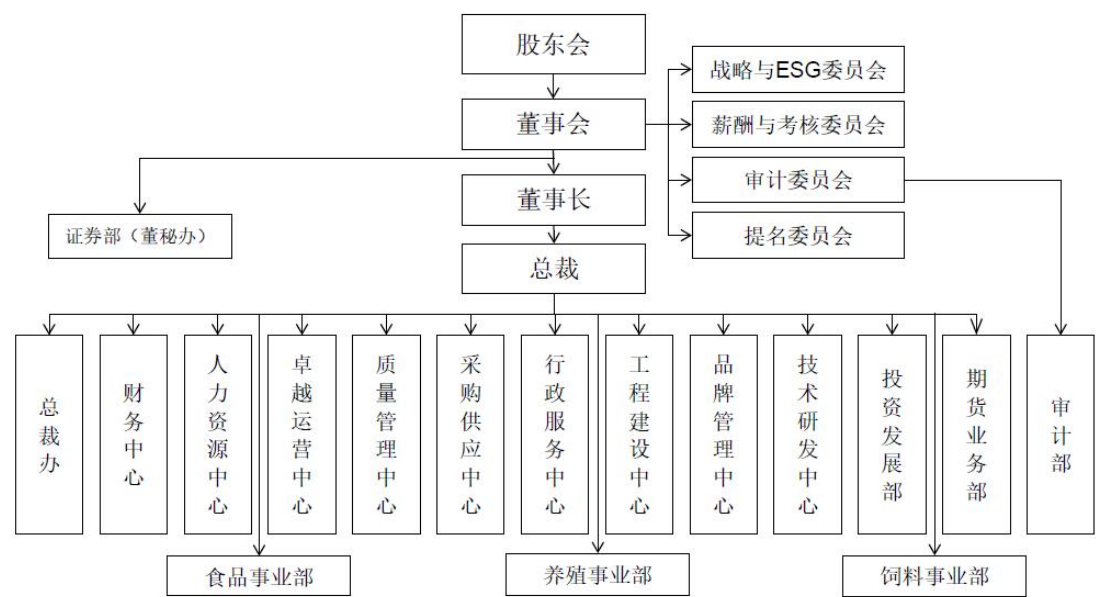 股东会
战略与ESG委员会
董事会
薪酬与考核委员会
审计委员会
董事长
证券部（董秘办）
提名委员会
总裁
总裁办
财务中心
人力资源中心
卓越运营中心
质量管理中心
采购供应中心
行政服务中心
工程建设中心
品牌管理中心
技术研发中心
投资发展部
期货业务部
审计部
食品事业部
养殖事业部
饲料事业部